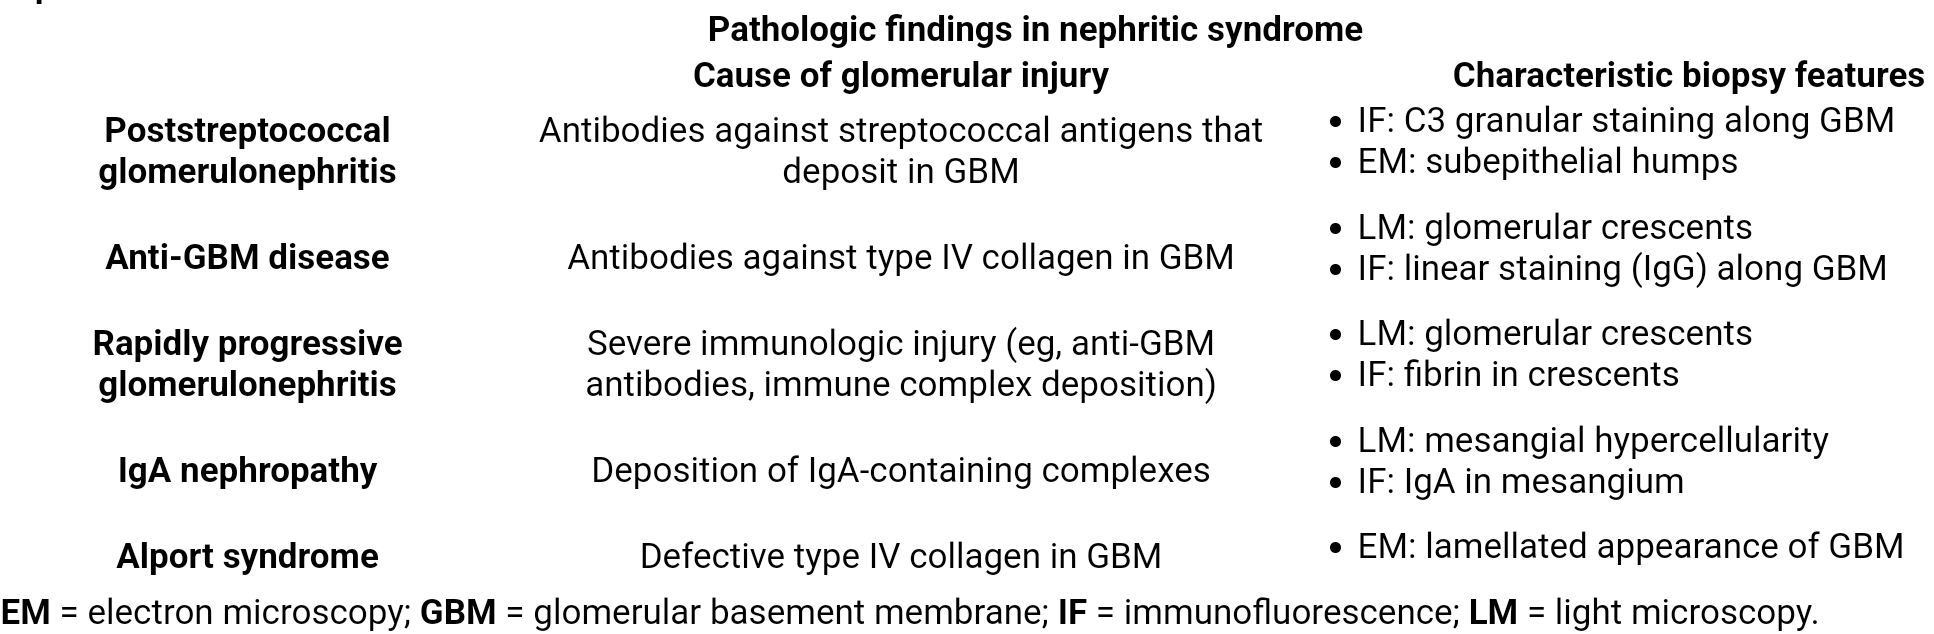 Pathologic findings in nephritic syndrome
Cause of glomerular injury Characteristic biopsy features
Poststreptococcal glomerulonephritis
Antibodies against streptococcal antigens that
deposit in GBM
• IF: C3 granular staining along GBM
• EM: subepithelial humps
Anti-GBM disease
Antibodies against type IV collagen in GBM
• LM: glomerular crescents
• IF: linear staining (IgG) along GBM
Rapidly progressive
glomerulonephritis
Severe immunologic injury (eg, anti-GBM
antibodies, immune complex deposition)
• LM: glomerular crescents
• IF: fibrin in crescents
IgA nephropathy
Deposition of IgA-containing complexes
• LM: mesangial hypercellularity
• IF: IgA in mesangium
Alport syndrome
Defective type IV collagen in GBM
• EM: lamellated appearance of GBM
EM = electron microscopy; GBM = glomerular basement membrane; IF = immunofluorescence; LM = light microscopy.